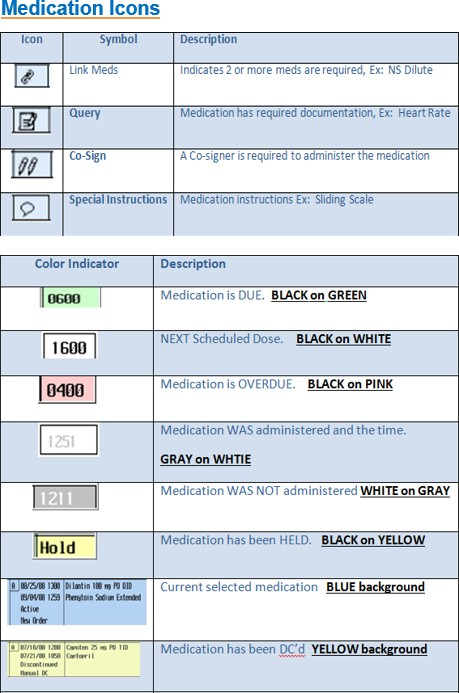 Medication Icons
Icon Symbol Description
Link Meds Indicates 2 or more meds are required, Ex: NS Dilute
Query Medication has required documentation, Ex: Heart Rate
Co-Sign A Co-signer is required to administer the medication
Special Instructions Medication instructions Ex: Sliding Scale
Color Indicator Description
0600 Medication is DUE. BLACK on GREEN
1600 NEXT Scheduled Dose. BLACK on WHITE
0400 Medication is OVERDUE. BLACK on PINK
1251 Medication WAS administered and the time.
GRAY on WHTIE
1211 Medication WAS NOT administered WHITE on GRAY
Hold Medication has been HELD. BLACK on YELLOW
A 08/25/08 1300 Dilantin 100 mg PO QID Current selected medication BLUE background
09/04/08 1259 Phenytoin Sodium Extended
Active
New Order
A 07/18/08 1200 Capoten 25 mg PO TID Medication has been DC'd YELLOW background
07/21/08 1050 Captopril
Discontinued
Manual DC